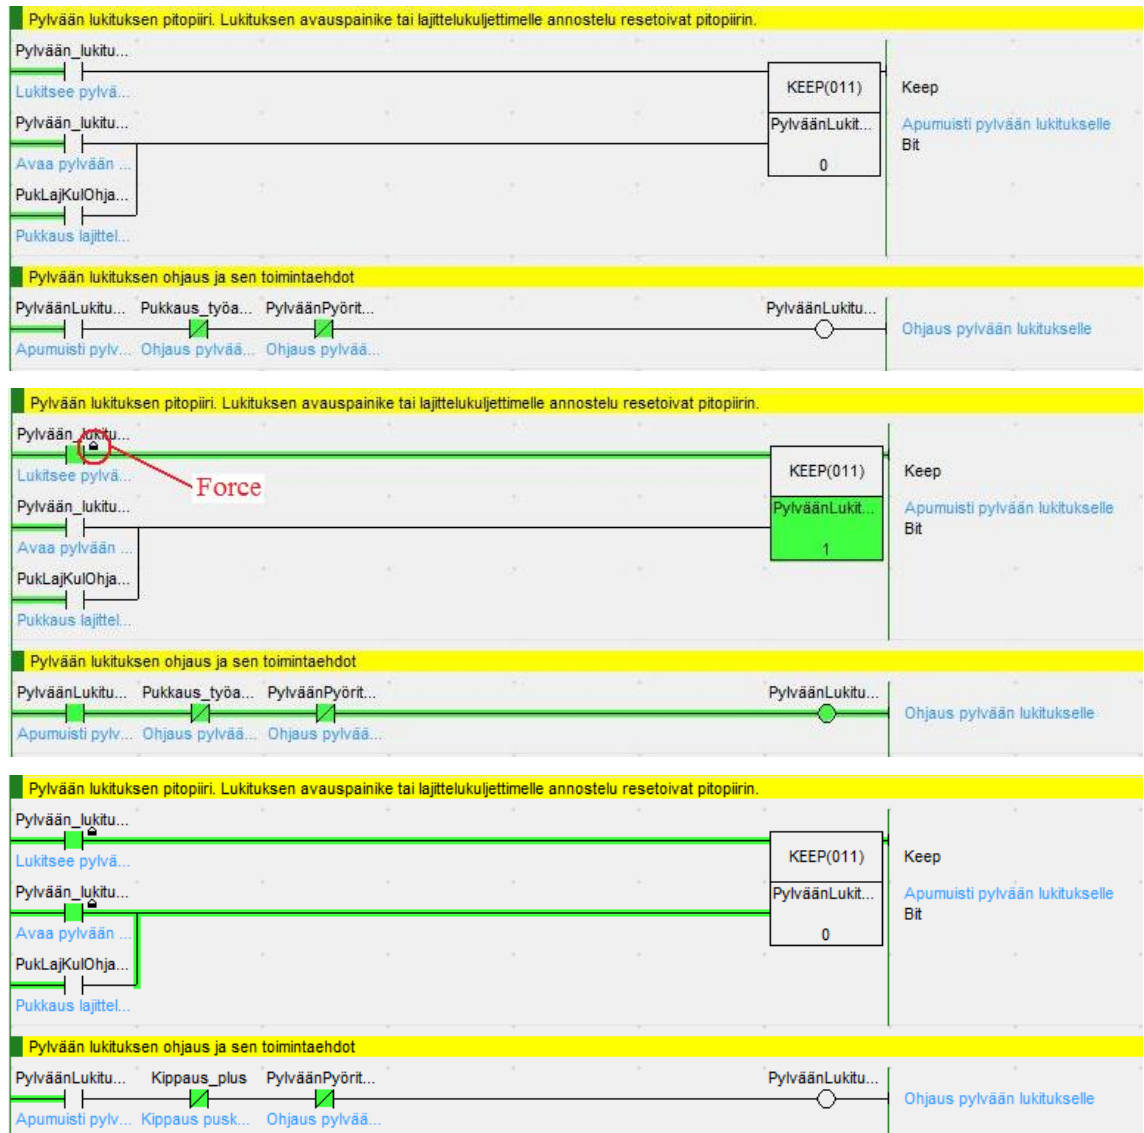 Pylvään lukituksen pitopiiri. Lukituksen avauspainike tai lajittelukuljettimelle annostelu resetoivat pitopiirin.
Pylvään_lukitu...
Lukitsee pylvä...
KEEP(011)
Keep
Pylvään_lukitu...
PylväänLukit...
Apumuisti pylvään lukitukselle
Bit
Avaa pylvään ...
0
PukLajKulOhja...
Pukkaus lajittel...
Pylvään lukituksen ohjaus ja sen toimintaehdot
PylväänLukitu... Pukkaus_työa... PylväänPyörit... PylväänLukitu...
Ohjaus pylvään lukitukselle
Apumuisti pylv... Ohjaus pylvää... Ohjaus pylvää...
Pylvään lukituksen pitopiiri. Lukituksen avauspainike tai lajittelukuljettimelle annostelu resetoivat pitopiirin.
Pylvään_lukitu...
Lukitsee pylvä...
Force
KEEP(011)
Keep
Pylvään_lukitu...
PylväänLukit...
Apumuisti pylvään lukitukselle
Bit
Avaa pylvään ...
1
PukLajKulOhja...
Pukkaus lajittel...
Pylvään lukituksen ohjaus ja sen toimintaehdot
PylväänLukitu... Pukkaus_työa... PylväänPyörit... PylväänLukitu...
Ohjaus pylvään lukitukselle
Apumuisti pylv... Ohjaus pylvää... Ohjaus pylvää...
Pylvään lukituksen pitopiiri. Lukituksen avauspainike tai lajittelukuljettimelle annostelu resetoivat pitopiirin.
Pylvään_lukitu...
Lukitsee pylvä...
KEEP(011)
Keep
Pylvään_lukitu...
PylväänLukit...
Apumuisti pylvään lukitukselle
Bit
Avaa pylvään ...
0
PukLajKulOhja...
Pukkaus lajittel...
Pylvään lukituksen ohjaus ja sen toimintaehdot
PylväänLukitu... Kippaus_plus PylväänPyörit... PylväänLukitu...
Ohjaus pylvään lukitukselle
Apumuisti pylv... Kippaus pusk... Ohjaus pylvää...